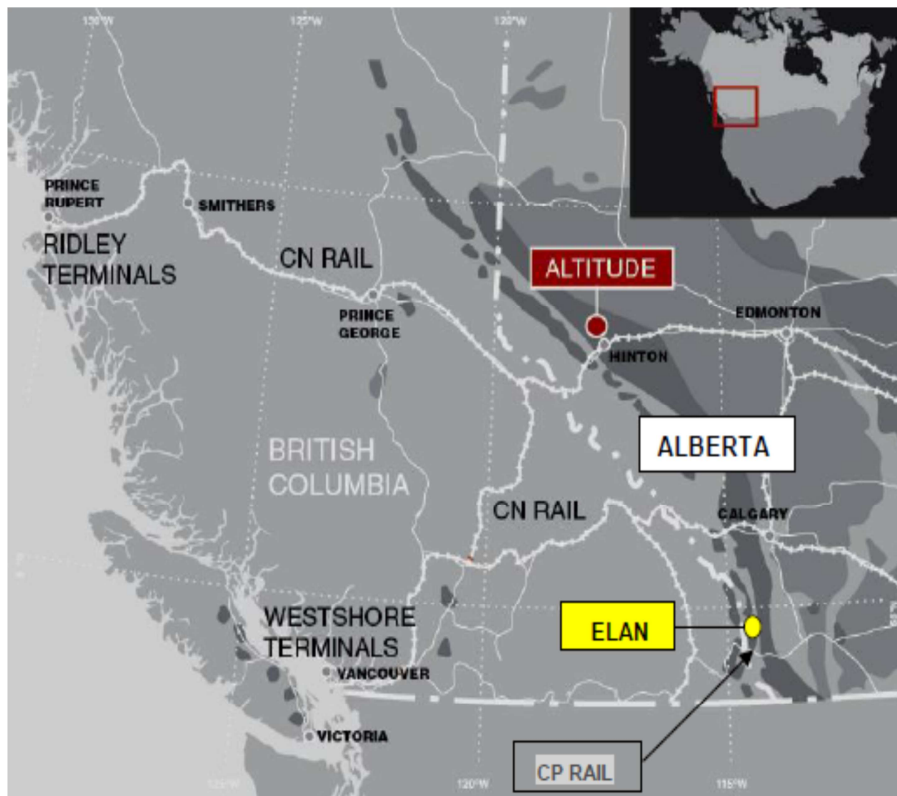 130°W
125°W
120°W
PRINCE
RUPERT
SMITHERS
RIDLEY
TERMINALS
CN RAIL
ALTITUDE
PRINCE
GEORGE
EDMONTON
HINTON
BRITISH
COLUMBIA
ALBERTA
CN RAIL
CALGARY
WESTSHORE
TERMINALS
ELAN
VANCOUVER
VICTORIA
CP RAIL
125°W
120°W
115°W